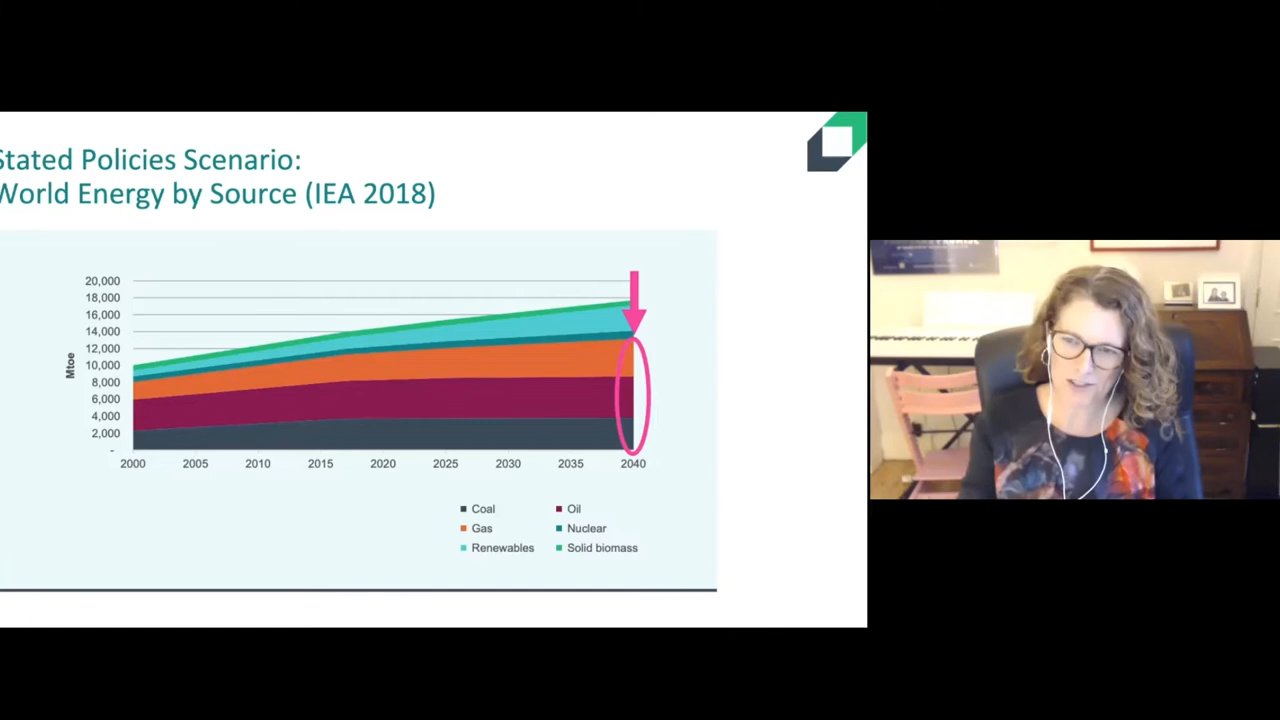 Stated Policies Scenario:
World Energy by Source (IEA 2018)
20,000
18,000
16,000
14,000
12,000
10,000
8,000
6,000
4,000
2,000
-
Mtoe
2000 2005 2010 2015 2020 2025 2030 2035 2040
Coal Oil
Gas Nuclear
Renewables Solid biomass